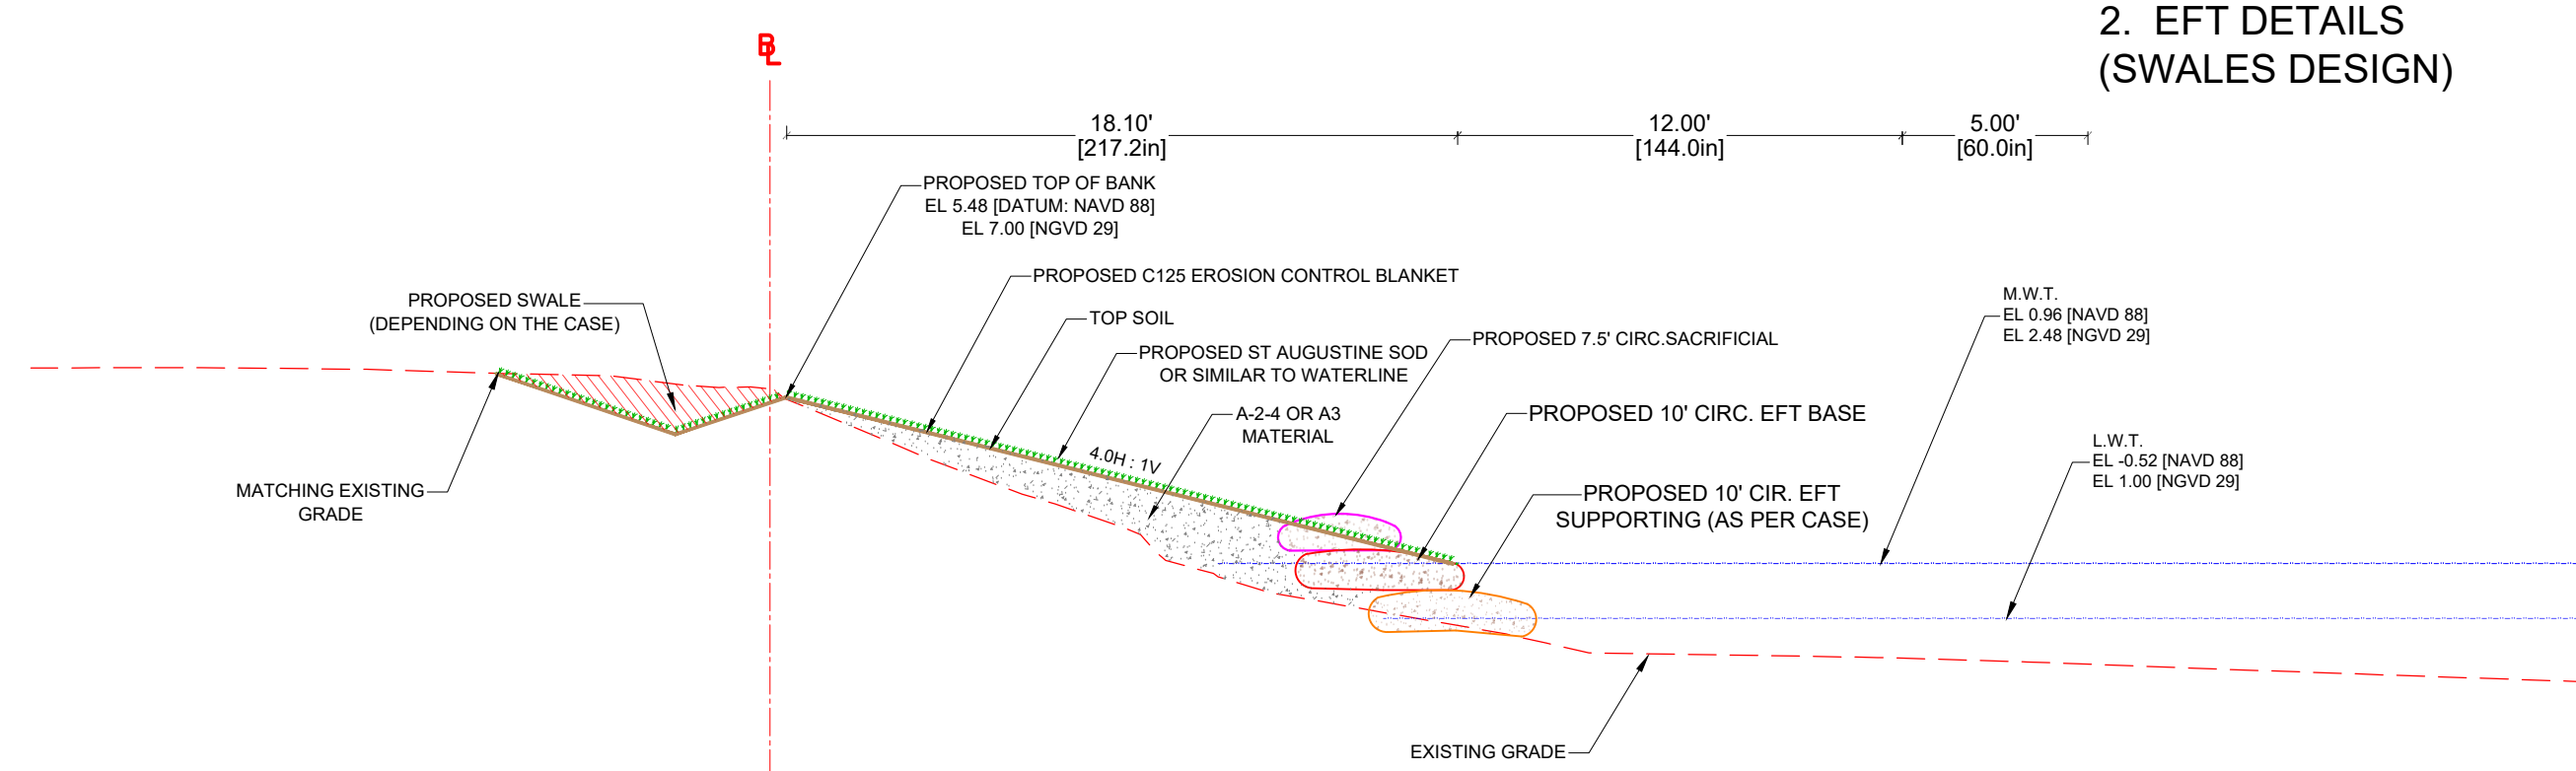 2. EFT DETAILS
(SWALES DESIGN)
BL
18.10'
[217.2in]
12.00'
[144.0in]
5.00'
[60.0in]
PROPOSED TOP OF BANK
EL 5.48 [DATUM: NAVD 88]
EL 7.00 [NGVD 29]
PROPOSED C125 EROSION CONTROL BLANKET
PROPOSED SWALE
(DEPENDING ON THE CASE)
TOP SOIL
PROPOSED ST AUGUSTINE SOD
OR SIMILAR TO WATERLINE
PROPOSED 7.5' CIRC.SACRIFICIAL
M.W.T.
EL 0.96 [NAVD 88]
EL 2.48 [NGVD 29]
A-2-4 OR A3
MATERIAL
PROPOSED 10' CIRC. EFT BASE
4.0H : 1V
L.W.T.
EL -0.52 [NAVD 88]
EL 1.00 [NGVD 29]
MATCHING EXISTING
GRADE
PROPOSED 10' CIR. EFT
SUPPORTING (AS PER CASE)
EXISTING GRADE